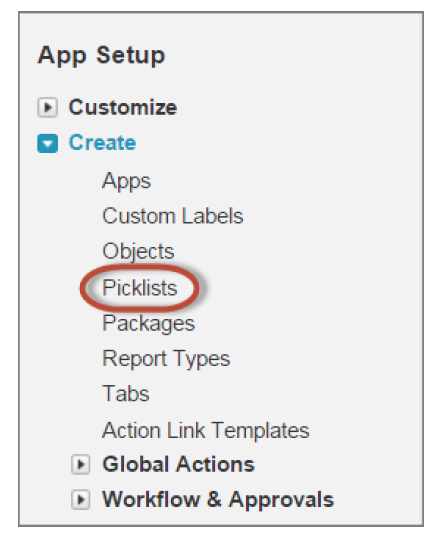 App Setup
Customize
Create
Apps
Custom Labels
Objects
Picklists
Packages
Report Types
Tabs
Action Link Templates
Global Actions
Workflow & Approvals